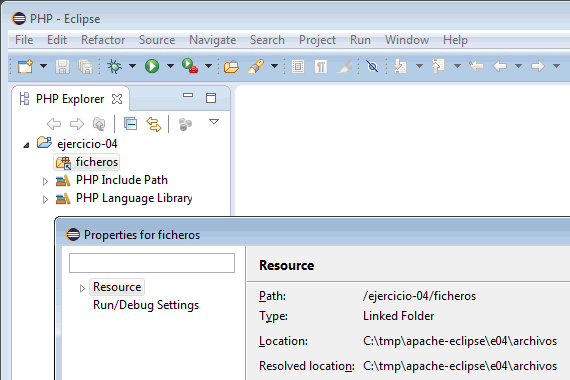 PHP - Eclipse
File Edit Refactor Source Navigate Search Project Run Window Help
PHP Explorer
ejercicio-04
ficheros
PHP Include Path
PHP Language Library
Properties for ficheros
Resource
Run/Debug Settings
Resource
Path: /ejercicio-04/ficheros
Type: Linked Folder
Location: C:\tmp\apache-eclipse\e04\archivos
Resolved location: C:\tmp\apache-eclipse\e04\archivos